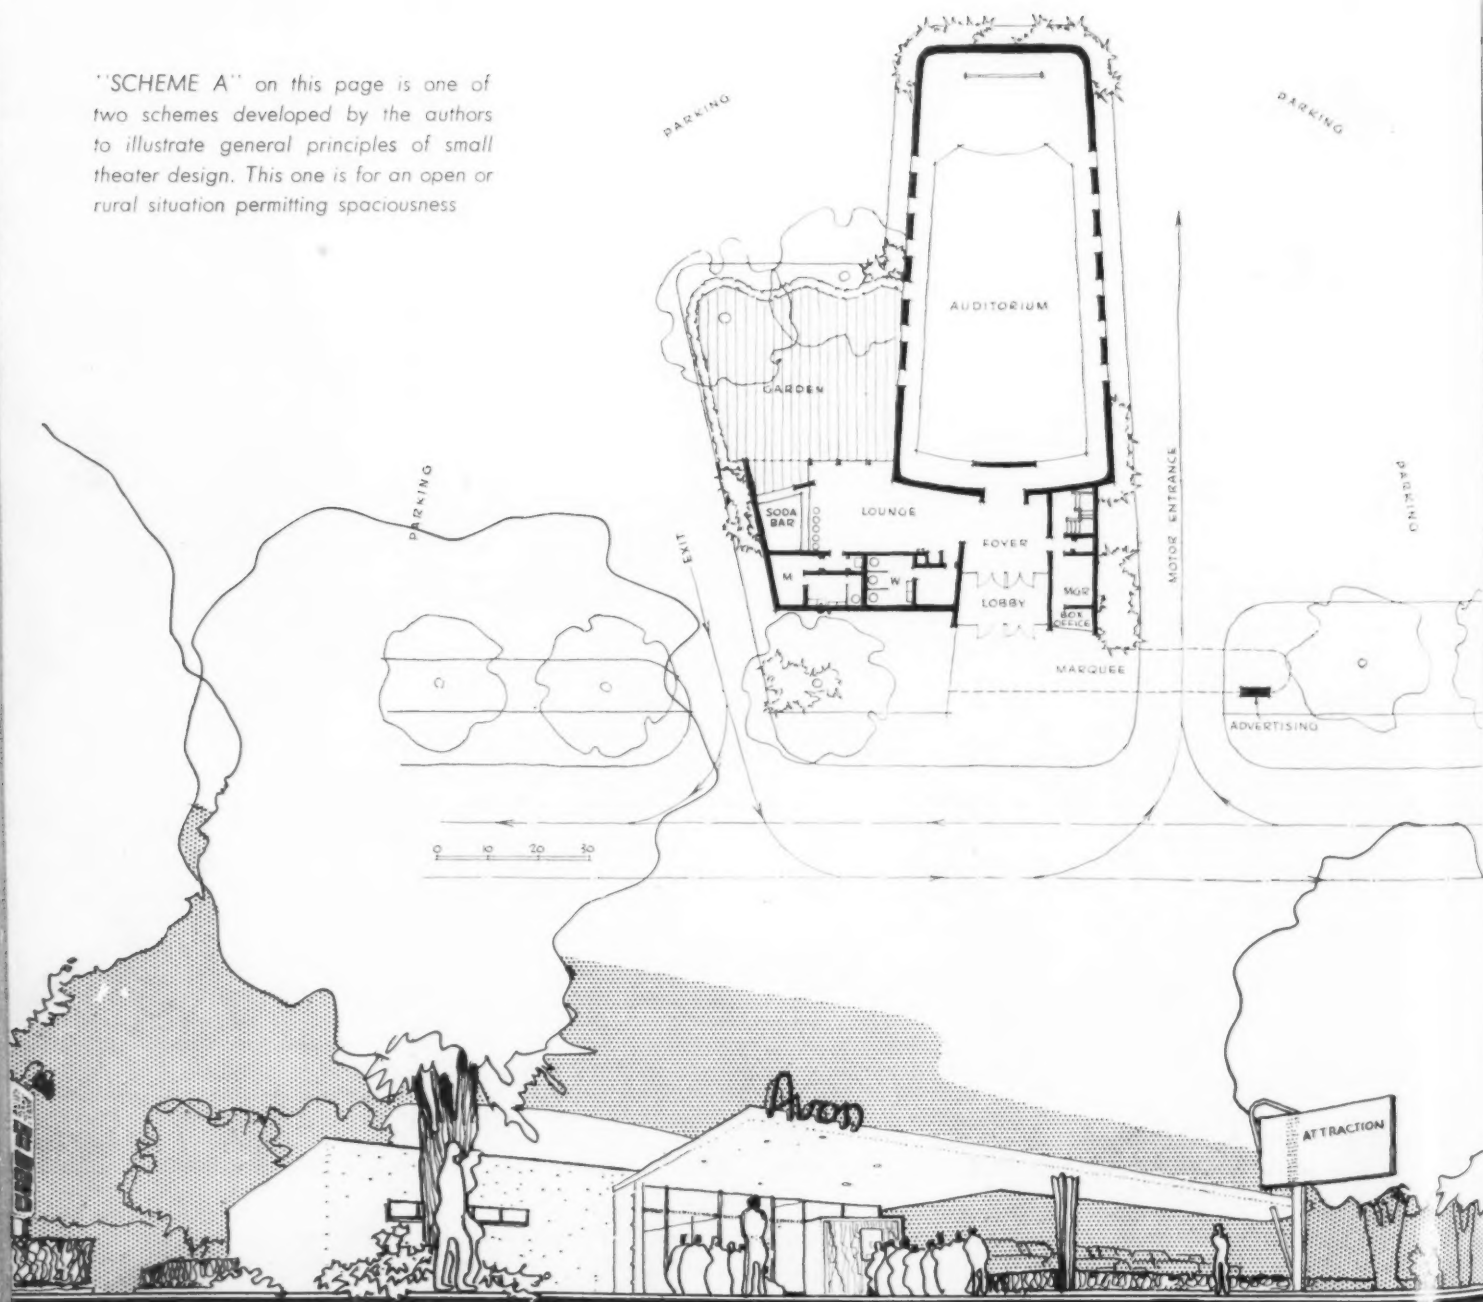 "SCHEME A" on this page is one of
two schemes developed by the authors
to illustrate general principles of small
theater design. This one is for an open or
rural situation permitting spaciousness
PARKING
PARKING
AUDITORIUM
GARDEN
PARKING
PARKING
MOTOR ENTRANCE
EXIT
SODA
BAR
LOUNGE
FOYER
M
W
LOBBY
MGR
BOX
OFFICE
MARQUEE
ADVERTISING
0 10 20 30
Avon
ATTRACTION